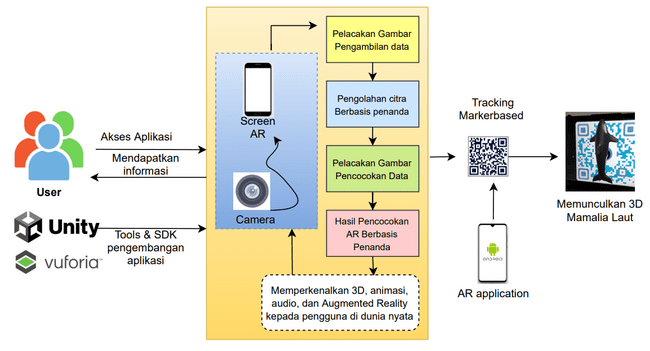 Pelacakan Gambar
Pengambilan data
Pengolahan citra
Berbasis penanda
Pelacakan Gambar
Pencocokan Data
Hasil Pencocokan
AR Berbasis
Penanda
Screen
AR
Camera
Akses Aplikasi
Mendapatkan
informasi
User
Unity
vuforia™
Tools & SDK
pengembangan
aplikasi
Memperkenalkan 3D, animasi,
audio, dan Augmented Reality
kepada pengguna di dunia nyata
Tracking
Markerbased
ANDROID
AR application
Memunculkan 3D
Mamalia Laut